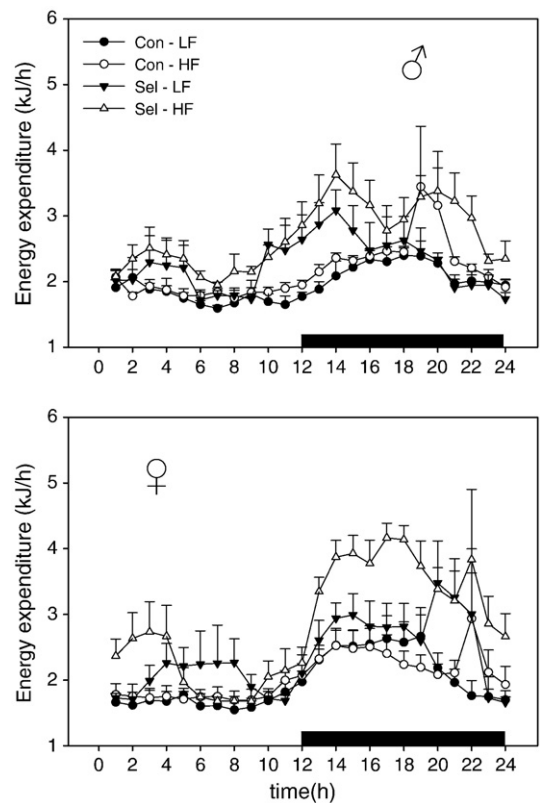 6
5
4
3
2
1
Energy expenditure (kJ/h)
Con - LF
Con - HF
Sel - LF
Sel - HF
♂
0 2 4 6 8 10 12 14 16 18 20 22 24
6
5
4
3
2
1
Energy expenditure (kJ/h)
♀
0 2 4 6 8 10 12 14 16 18 20 22 24
time(h)